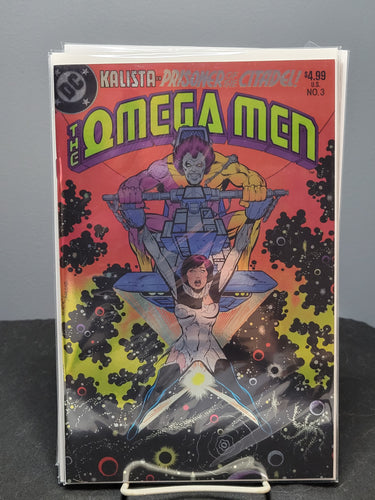 DC
KALISTA: PRISONER OF THE CITADEL!
$4.99
U.S.
NO. 3
THE OMEGA MEN